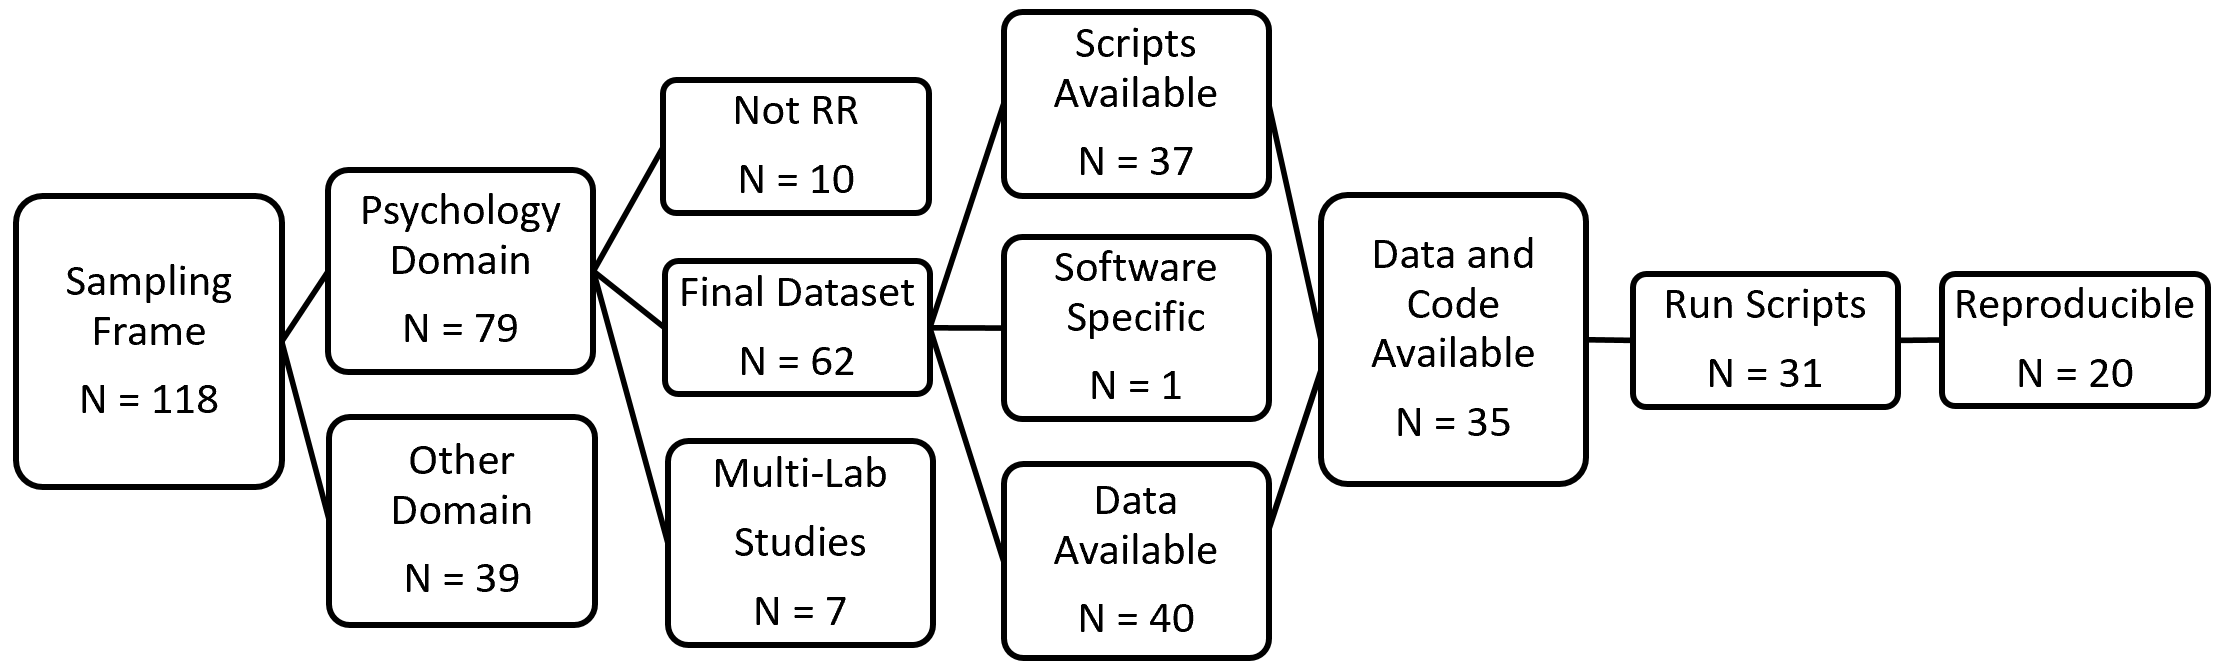 Sampling
Frame
N = 118
Psychology
Domain
N = 79
Other
Domain
N = 39
Not RR
N = 10
Final Dataset
N = 62
Multi-Lab
Studies
N = 7
Scripts
Available
N = 37
Software
Specific
N = 1
Data
Available
N = 40
Data and
Code
Available
N = 35
Run Scripts
N = 31
Reproducible
N = 20